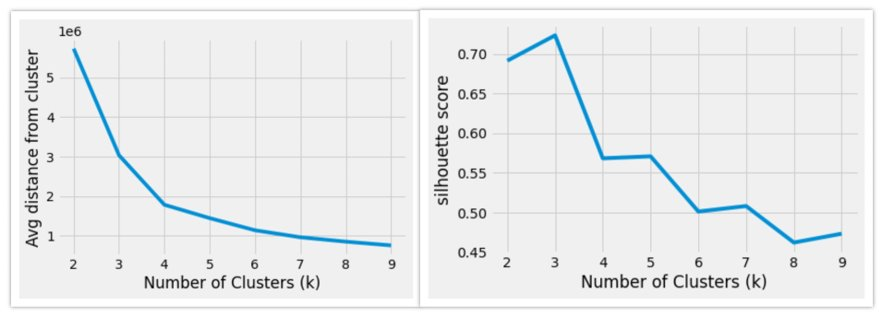 1e6
Avg distance from cluster
5
4
3
2
1
2 3 4 5 6 7 8 9
Number of Clusters (k)
silhouette score
0.70
0.65
0.60
0.55
0.50
0.45
2 3 4 5 6 7 8 9
Number of Clusters (k)